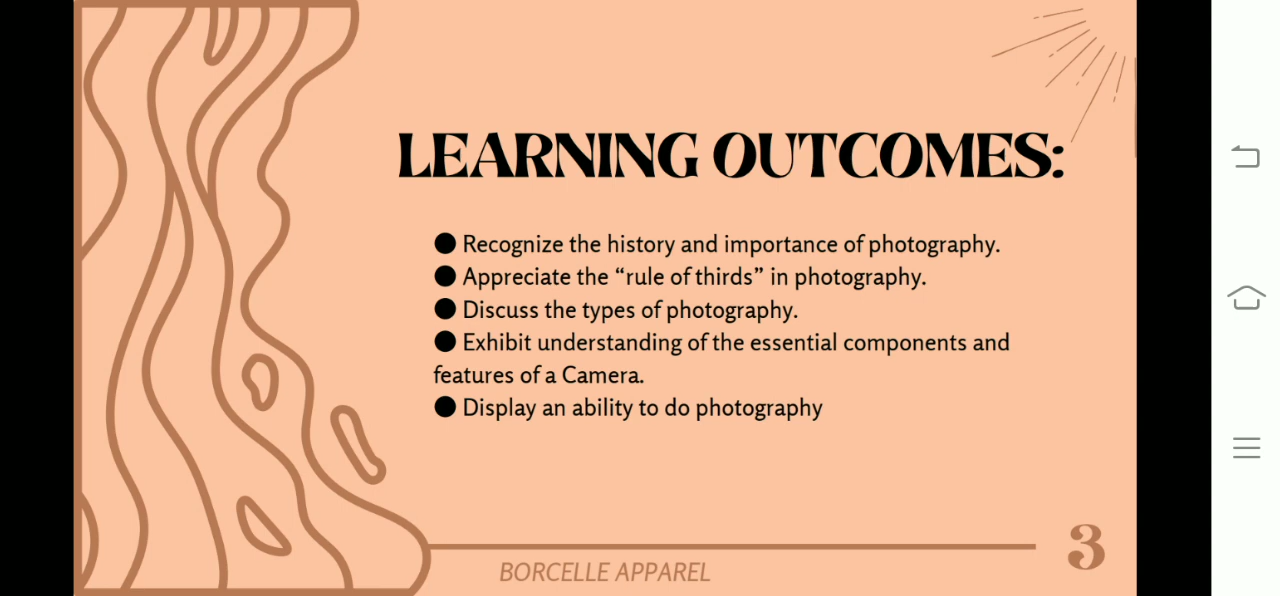 LEARNING OUTCOMES:
● Recognize the history and importance of photography.
● Appreciate the “rule of thirds” in photography.
● Discuss the types of photography.
● Exhibit understanding of the essential components and
features of a Camera.
● Display an ability to do photography
BORCELLE APPAREL
3